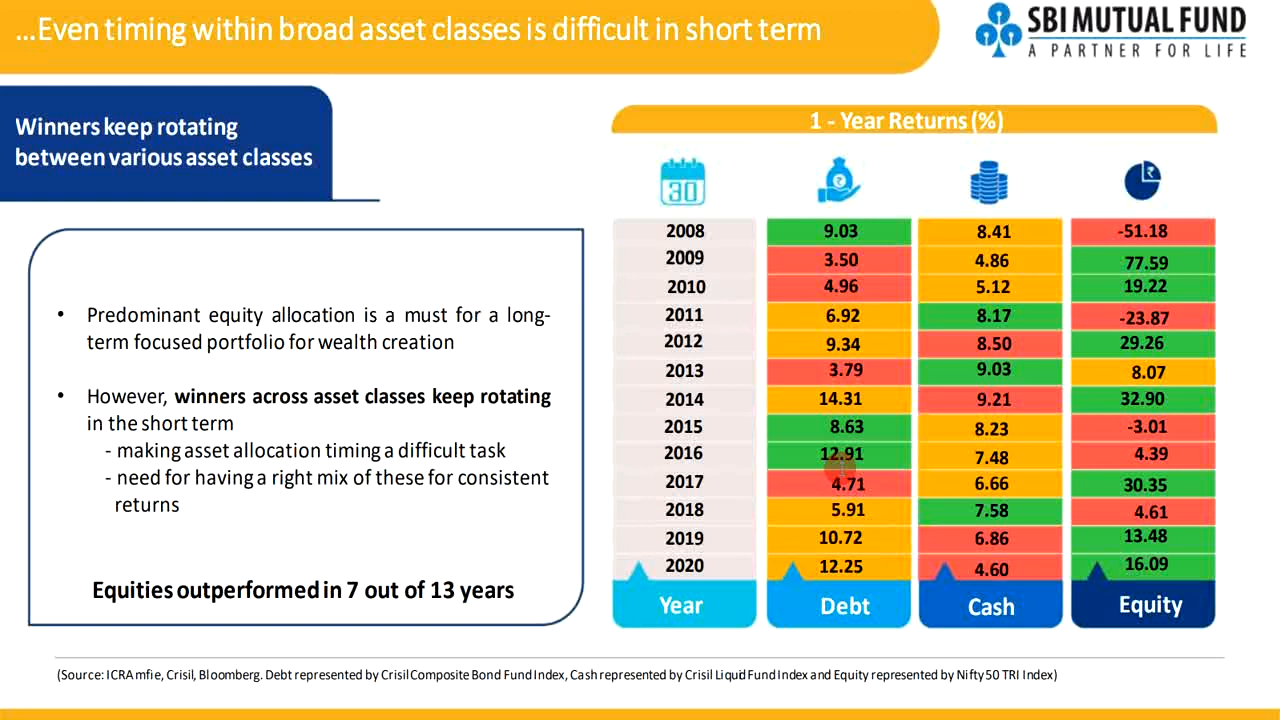 ...Even timing within broad asset classes is difficult in short term
SBI MUTUAL FUND
A PARTNER FOR LIFE
Winners keep rotating
between various asset classes
• Predominant equity allocation is a must for a long-
term focused portfolio for wealth creation
• However, winners across asset classes keep rotating
in the short term
- making asset allocation timing a difficult task
- need for having a right mix of these for consistent
returns
Equities outperformed in 7 out of 13 years
1 - Year Returns (%)
30
₹
₹
2008 9.03 8.41 -51.18
2009 3.50 4.86 77.59
2010 4.96 5.12 19.22
2011 6.92 8.17 -23.87
2012 9.34 8.50 29.26
2013 3.79 9.03 8.07
2014 14.31 9.21 32.90
2015 8.63 8.23 -3.01
2016 12.91 7.48 4.39
2017 4.71 6.66 30.35
2018 5.91 7.58 4.61
2019 10.72 6.86 13.48
2020 12.25 4.60 16.09
Year Debt Cash Equity
(Source: ICRA mfie, Crisil, Bloomberg. Debt represented by Crisil Composite Bond Fund Index, Cash represented by Crisil Liquid Fund Index and Equity represented by Nifty 50 TRI Index)